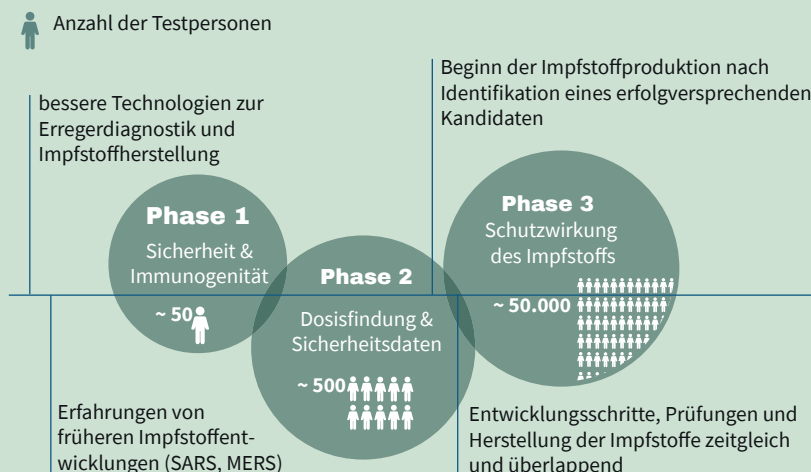 Anzahl der Testpersonen
bessere Technologien zur
Erregerdiagnostik und
Impfstoffherstellung
Beginn der Impfstoffproduktion nach
Identifikation eines erfolgversprechenden
Kandidaten
Phase 1
Sicherheit &
Immunogenität
~ 50
Phase 2
Dosisfindung &
Sicherheitsdaten
~ 500
Phase 3
Schutzwirkung
des Impfstoffs
~ 50.000
Erfahrungen von
früheren Impfstoffent-
wicklungen (SARS, MERS)
Entwicklungsschritte, Prüfungen und
Herstellung der Impfstoffe zeitgleich
und überlappend